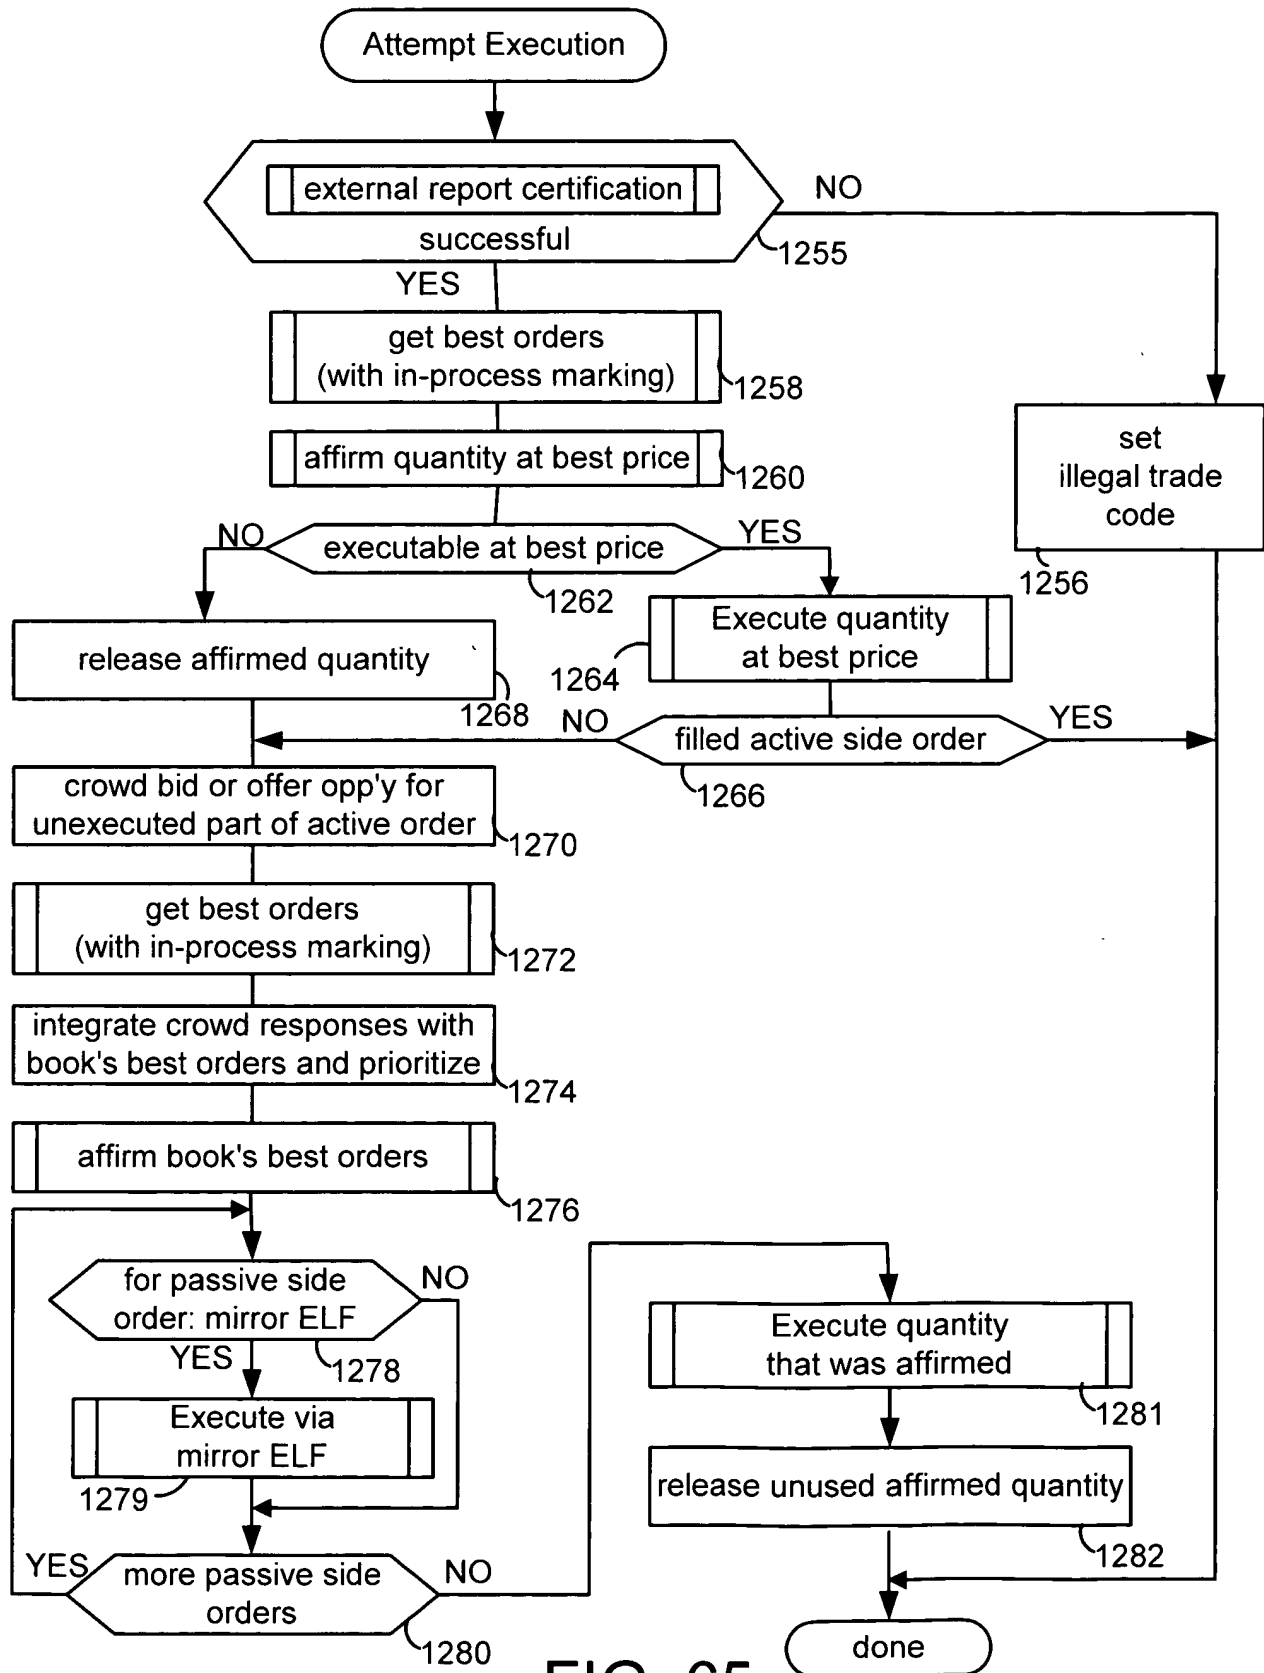 Attempt Execution
external report certification
successful
NO
1255
YES
get best orders
(with in-process marking)
1258
affirm quantity at best price
1260
set
illegal trade
code
1256
NO
executable at best price
YES
1262
release affirmed quantity
1268
Execute quantity
at best price
1264
NO
filled active side order
YES
1266
crowd bid or offer opp'y for
unexecuted part of active order
1270
get best orders
(with in-process marking)
1272
integrate crowd responses with
book's best orders and prioritize
1274
affirm book's best orders
1276
for passive side
order: mirror ELF
NO
YES
1278
Execute via
mirror ELF
1279
YES
more passive side
orders
NO
1280
Execute quantity
that was affirmed
1281
release unused affirmed quantity
1282
done